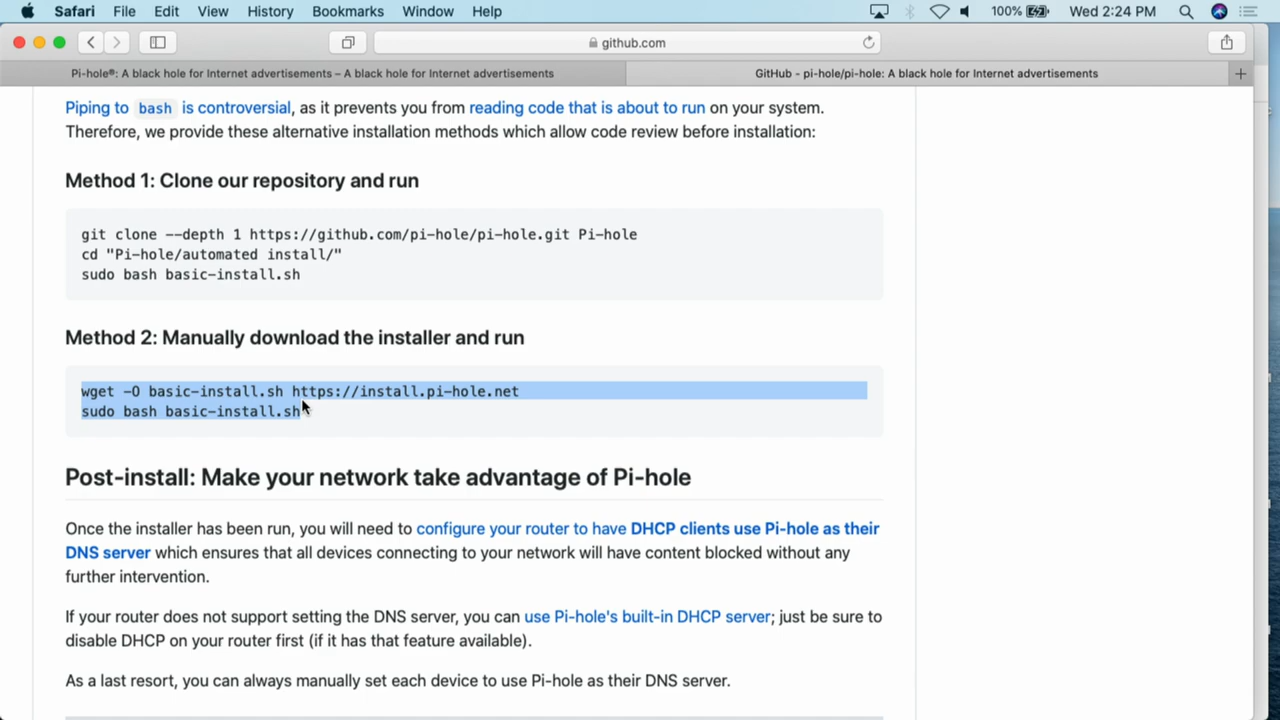 Safari File Edit View History Bookmarks Window Help 100% Wed 2:24 PM
github.com
Pi-hole®: A black hole for Internet advertisements – A black hole for Internet advertisements
GitHub - pi-hole/pi-hole: A black hole for Internet advertisements
Piping to bash is controversial, as it prevents you from reading code that is about to run on your system.
Therefore, we provide these alternative installation methods which allow code review before installation:
Method 1: Clone our repository and run
git clone --depth 1 https://github.com/pi-hole/pi-hole.git Pi-hole
cd "Pi-hole/automated install/"
sudo bash basic-install.sh
Method 2: Manually download the installer and run
wget -O basic-install.sh https://install.pi-hole.net
sudo bash basic-install.sh
Post-install: Make your network take advantage of Pi-hole
Once the installer has been run, you will need to configure your router to have DHCP clients use Pi-hole as their
DNS server which ensures that all devices connecting to your network will have content blocked without any
further intervention.
If your router does not support setting the DNS server, you can use Pi-hole's built-in DHCP server; just be sure to
disable DHCP on your router first (if it has that feature available).
As a last resort, you can always manually set each device to use Pi-hole as their DNS server.